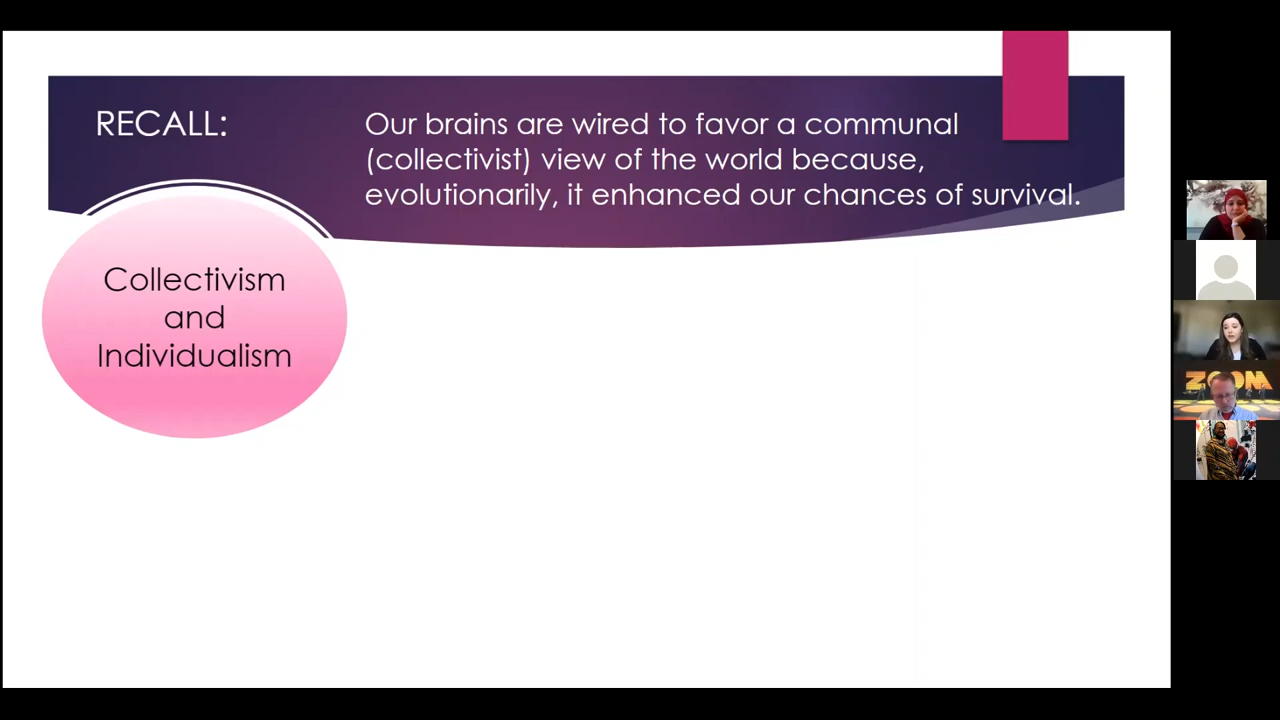 RECALL:
Our brains are wired to favor a communal
(collectivist) view of the world because,
evolutionarily, it enhanced our chances of survival.
Collectivism
and
Individualism
ZOOM